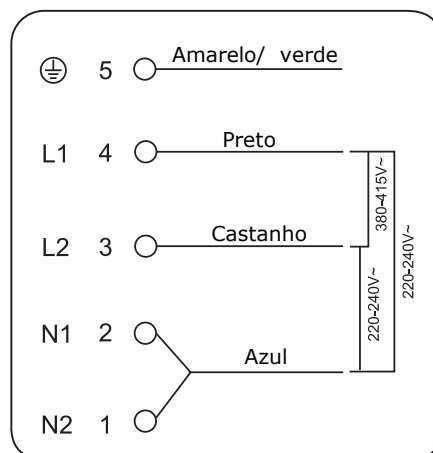 5 Amarelo/ verde
L1 4 Preto
380-415V~
L2 3 Castanho
220-240V~
220-240V~
N1 2
Azul
N2 1